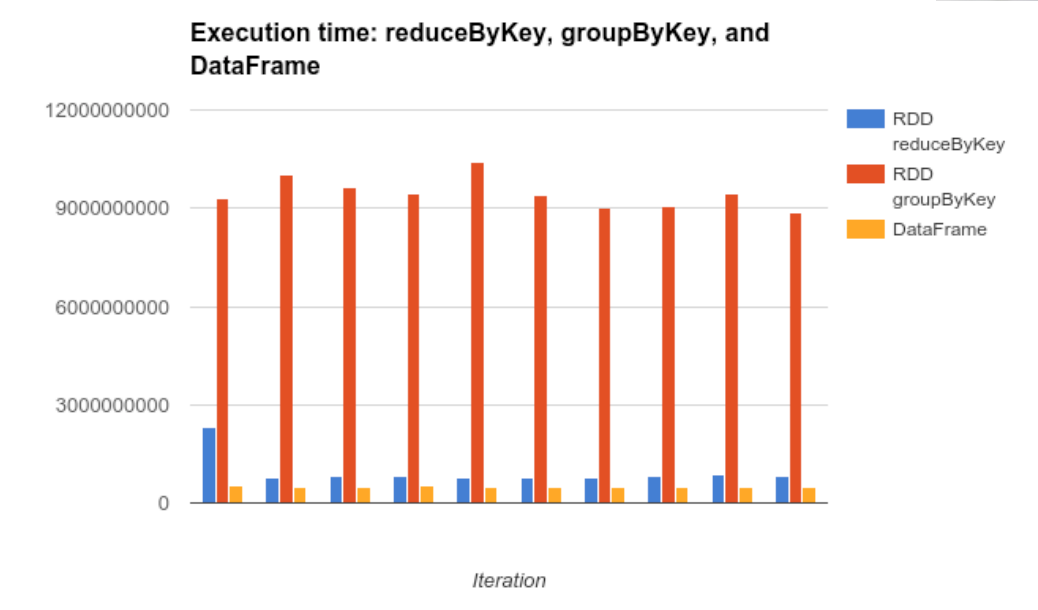 Execution time: reduceByKey, groupByKey, and
DataFrame
12000000000
9000000000
6000000000
3000000000
0
RDD
reduceByKey
RDD
groupByKey
DataFrame
Iteration